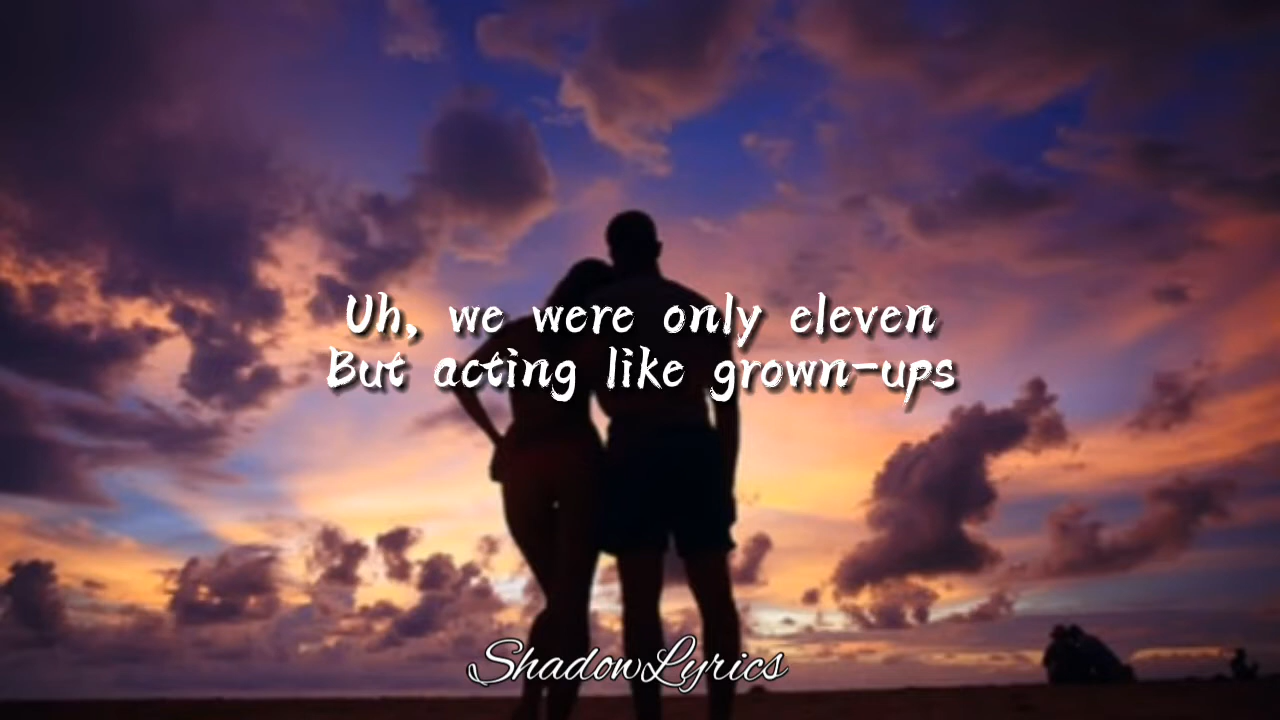 Uh, we were only eleven
But acting like grown-ups
ShadowLyrics